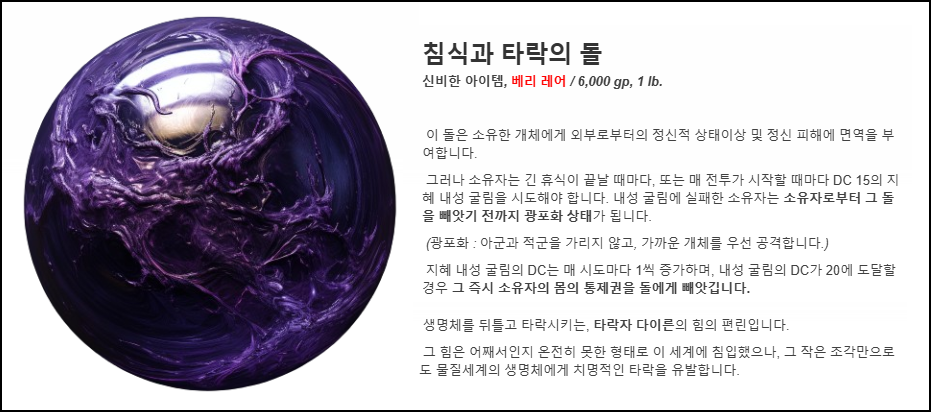 침식과 타락의 돌
신비한 아이템, 베리 레어 / 6,000 gp, 1 lb.
이 돌은 소유한 개체에게 외부로부터의 정신적 상태이상 및 정신 피해에 면역을 부
여합니다.
그러나 소유자는 긴 휴식이 끝날 때마다, 또는 매 전투가 시작할 때마다 DC 15의 지
혜 내성 굴림을 시도해야 합니다. 내성 굴림에 실패한 소유자는 소유자로부터 그 돌
을 빼앗기 전까지 광포화 상태가 됩니다.
(광포화 : 아군과 적군을 가리지 않고, 가까운 개체를 우선 공격합니다.)
지혜 내성 굴림의 DC는 매 시도마다 1씩 증가하며, 내성 굴림의 DC가 20에 도달할
경우 그 즉시 소유자의 몸의 통제권을 돌에게 빼앗깁니다.
생명체를 뒤틀고 타락시키는, 타락자 다이른의 힘의 편린입니다.
그 힘은 어째서인지 온전히 못한 형태로 이 세계에 침입했으나, 그 작은 조각만으로
도 물질세계의 생명체에게 치명적인 타락을 유발합니다.